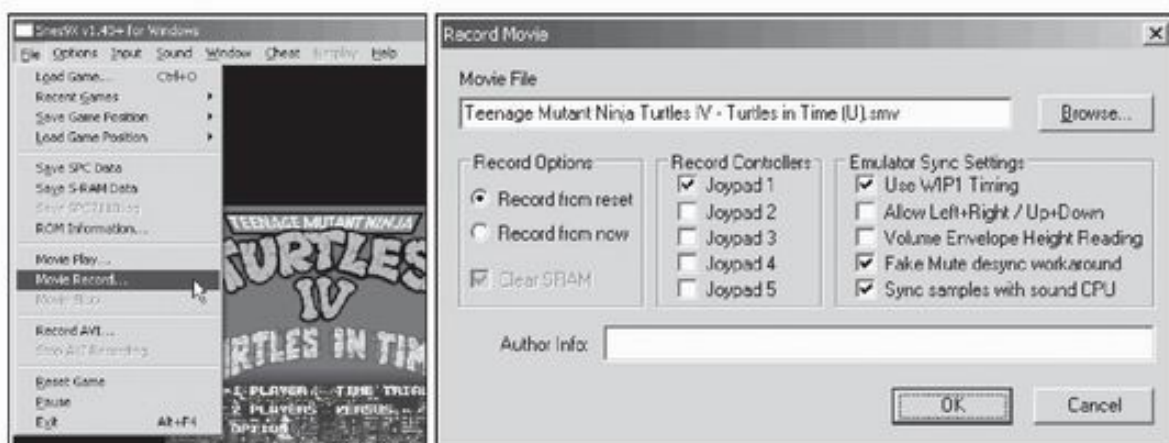 Snes9X v1.43+ for Windows
File Options Input Sound Window Cheat Netplay Help
Load Game... Ctrl+O
Recent Games
Save Game Position
Load Game Position
Save SPC Data
Save S-RAM Data
ROM Information...
Movie Play...
Movie Record...
Movie Stop
Record AVI...
Stop AVI Recording
Reset Game
Pause
Exit Alt+F4
TEENAGE MUTANT NINJA
TURTLES
IV
TURTLES IN TIM
1 PLAYER TIME TRIAL
2 PLAYERS VERSUS
OPTION
Record Movie
Movie File
Teenage Mutant Ninja Turtles IV - Turtles in Time (U).smv
Browse...
Record Options
Record from reset
Record from now
Clear SRAM
Record Controllers
Joypad 1
Joypad 2
Joypad 3
Joypad 4
Joypad 5
Emulator Sync Settings
Use WIP1 Timing
Allow Left+Right / Up+Down
Volume Envelope Height Reading
Fake Mute desync workaround
Sync samples with sound CPU
Author Info:
OK
Cancel